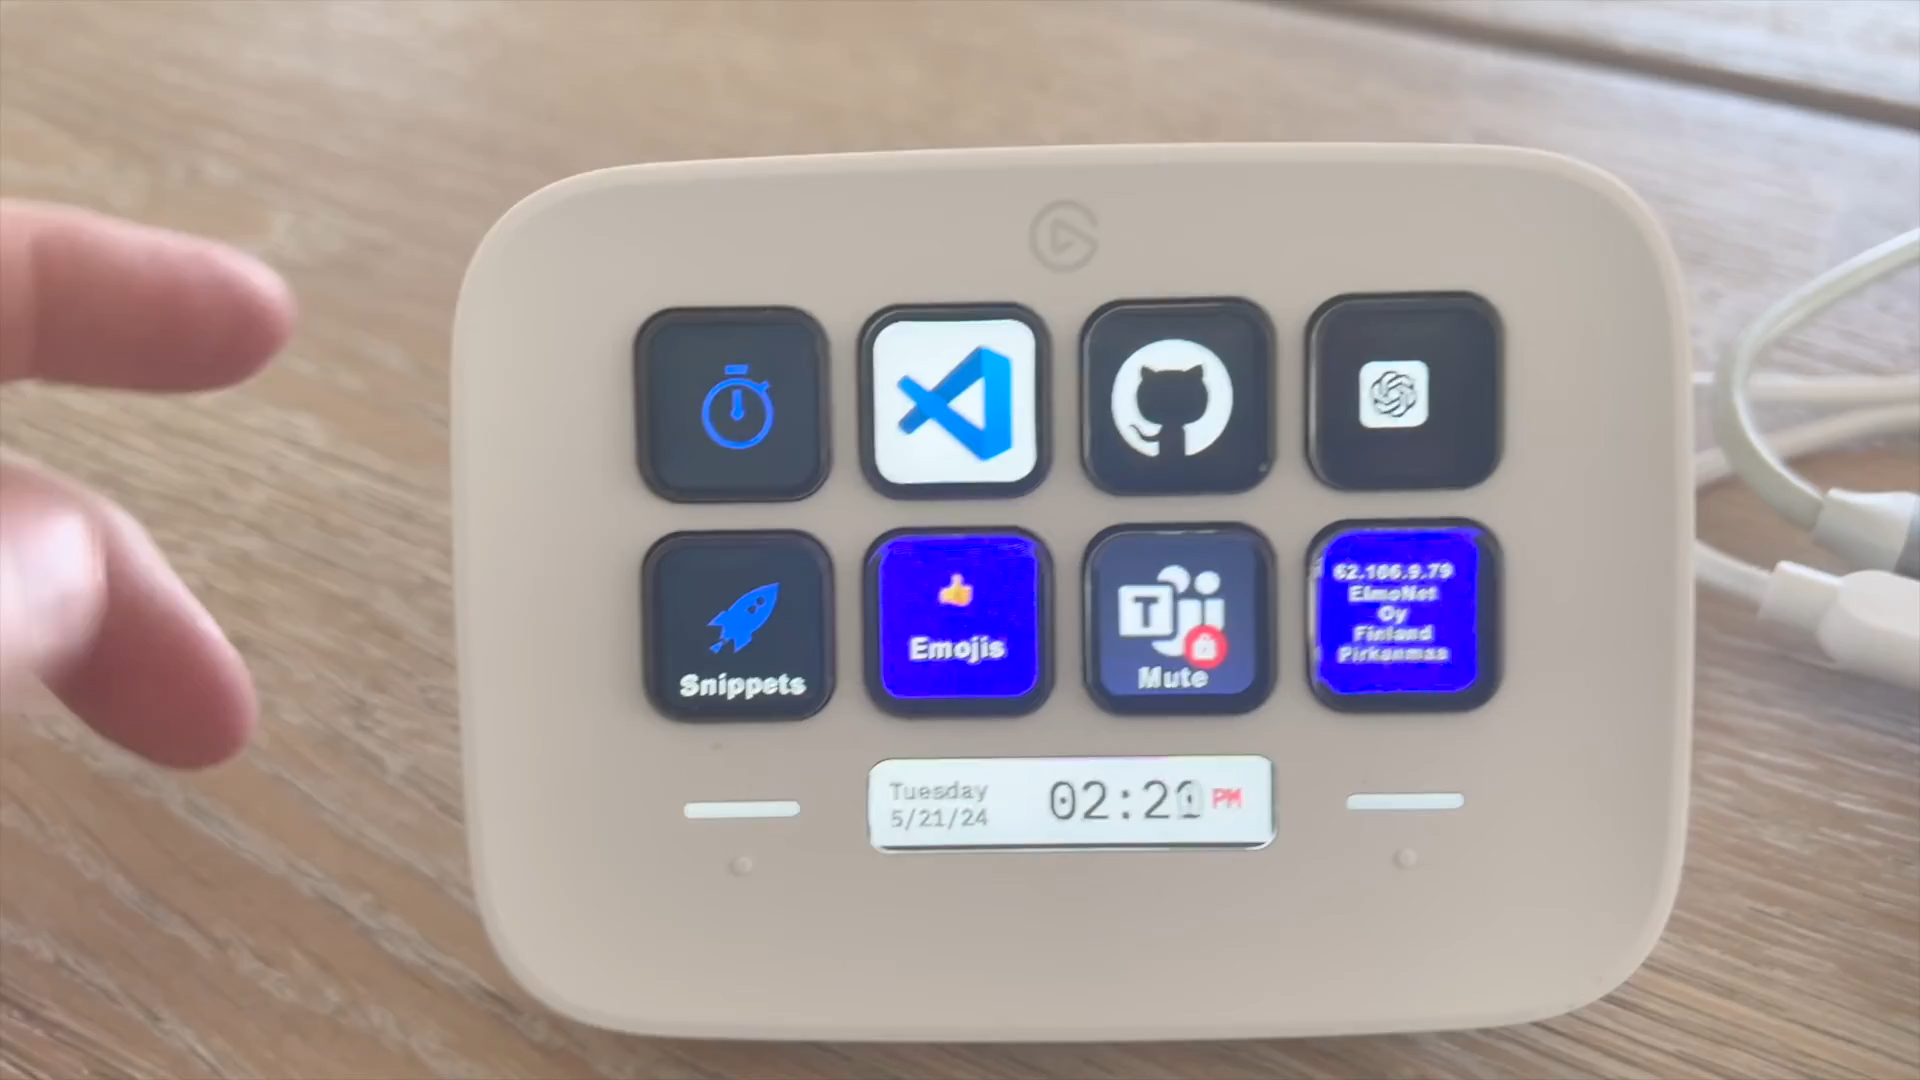 Snippets
Emojis
T
Mute
62.106.9.79
ElmoNet
Oy
Finland
Pirkanmaa
Tuesday
5/21/24
PM